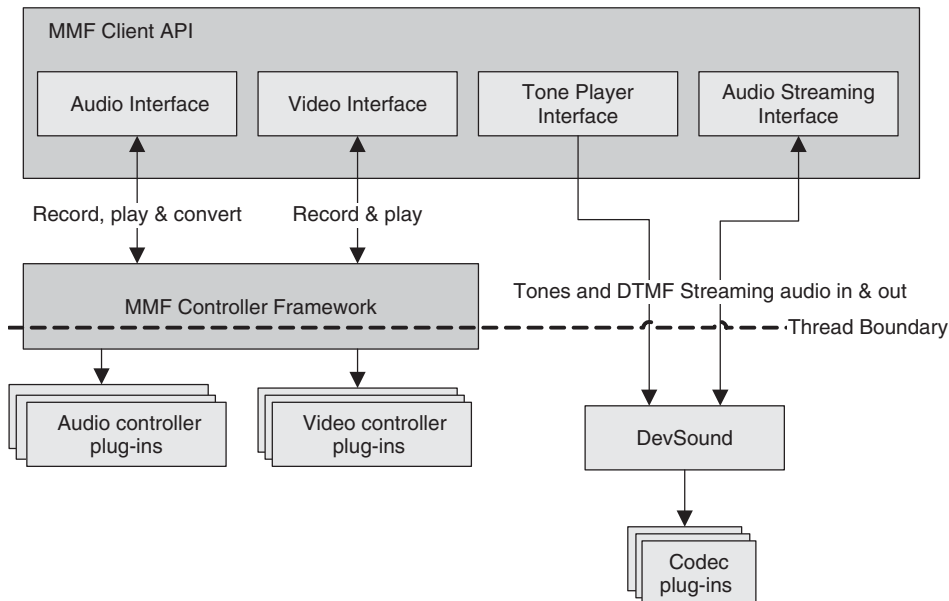 MMF Client API
Audio Interface
Video Interface
Tone Player
Interface
Audio Streaming
Interface
Record, play & convert
Record & play
MMF Controller Framework
Tones and DTMF Streaming audio in & out
Thread Boundary
Audio controller
plug-ins
Video controller
plug-ins
DevSound
Codec
plug-ins